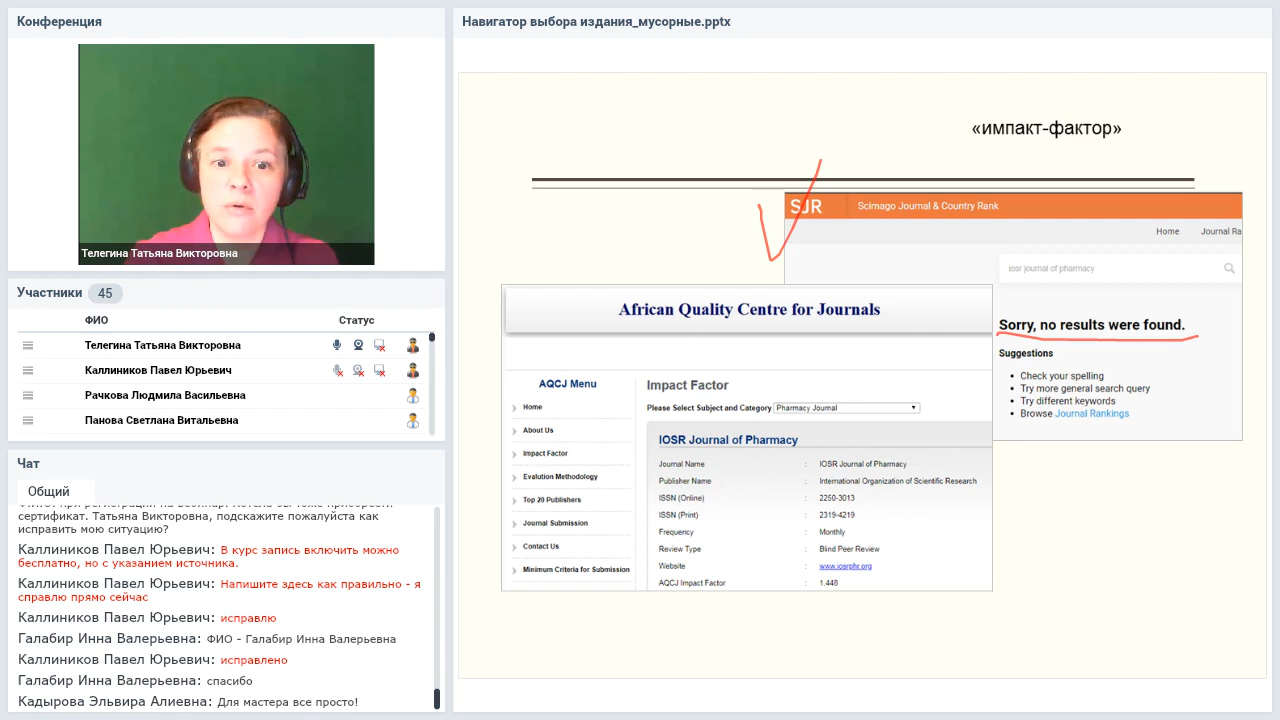 Конференция
Телегина Татьяна Викторовна
Участники 45
ФИО Статус
Телегина Татьяна Викторовна
Каллиников Павел Юрьевич
Рачкова Людмила Васильевна
Панова Светлана Витальевна
Чат
Общий
сертификат. Татьяна Викторовна, подскажите пожалуйста как
исправить мою ситуацию?
Каллиников Павел Юрьевич: В курс запись включить можно
бесплатно, но с указанием источника.
Каллиников Павел Юрьевич: Напишите здесь как правильно - я
справлю прямо сейчас
Каллиников Павел Юрьевич: исправлю
Галабир Инна Валерьевна: ФИО - Галабир Инна Валерьевна
Каллиников Павел Юрьевич: исправлено
Галабир Инна Валерьевна: спасибо
Кадырова Эльвира Алиевна: Для мастера все просто!
Навигатор выбора издания_мусорные.pptx
«импакт-фактор»
SJR Scimago Journal & Country Rank
Home Journal Ra
iosr journal of pharmacy
Sorry, no results were found.
Suggestions
Check your spelling
Try more general search query
Try different keywords
Browse Journal Rankings
African Quality Centre for Journals
AQCJ Menu
Home
About Us
Impact Factor
Evalution Methodology
Top 20 Publishers
Journal Submission
Contact Us
Minimum Criteria for Submission
Impact Factor
Please Select Subject and Category Pharmacy Journal
IOSR Journal of Pharmacy
Journal Name : IOSR Journal of Pharmacy
Publisher Name : International Organization of Scientific Research
ISSN (Online) : 2250-3013
ISSN (Print) : 2319-4219
Frequency : Monthly
Review Type : Blind Peer Review
Website : www.iosrphr.org
AQCJ Impact Factor : 1.448